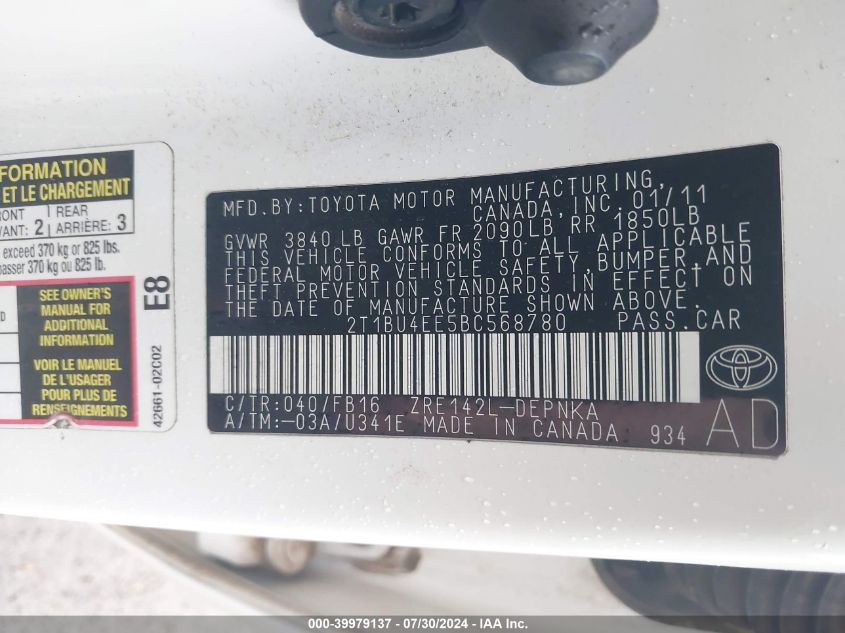 FORMATION
ET LE CHARGEMENT
FRONT
REAR
ANT: 2
ARRIÈRE: 3
exceed 370 kg or 825 lbs.
passer 370 kg ou 825 lb.
SEE OWNER'S
MANUAL FOR
ADDITIONAL
INFORMATION
VOIR LE MANUEL
DE L'USAGER
POUR PLUS DE
RENSEIGNEMENTS
E8
42661-02C02
MFD.BY:TOYOTA MOTOR MANUFACTURING,
CANADA, INC. 01/11
GVWR 3840 LB GAWR FR 2090LB RR 1850LB
THIS VEHICLE CONFORMS TO ALL APPLICABLE
FEDERAL MOTOR VEHICLE SAFETY,BUMPER,AND
THEFT PREVENTION STANDARDS IN EFFECT ON
THE DATE OF MANUFACTURE SHOWN ABOVE.
2T1BU4EE5BC568780 PASS.CAR
C/TR:040/FB16 ZRE142L-DEPNKA
A/TM:-03A/U341E MADE IN CANADA 934
AD
000-39979137 - 07/30/2024 - IAA Inc.